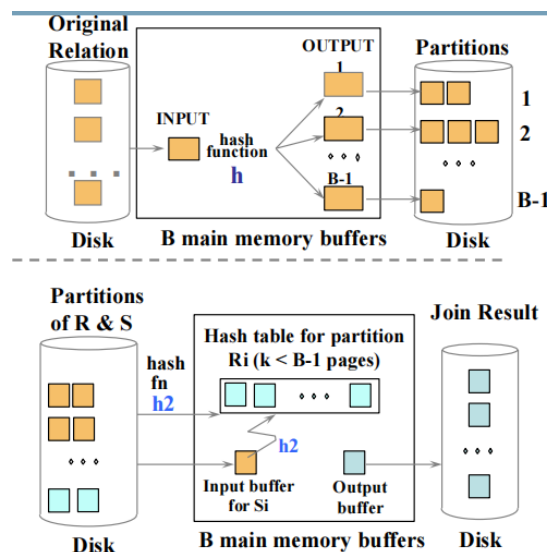 Original
Relation
OUTPUT
Partitions
1
INPUT
2
hash
function
h
B-1
1
2
B-1
Disk
B main memory buffers
Disk
Partitions
of R & S
Join Result
Hash table for partition
Ri (k < B-1 pages)
hash
fn
h2
h2
Input buffer
for Si
Output
buffer
B main memory buffers
Disk
Disk